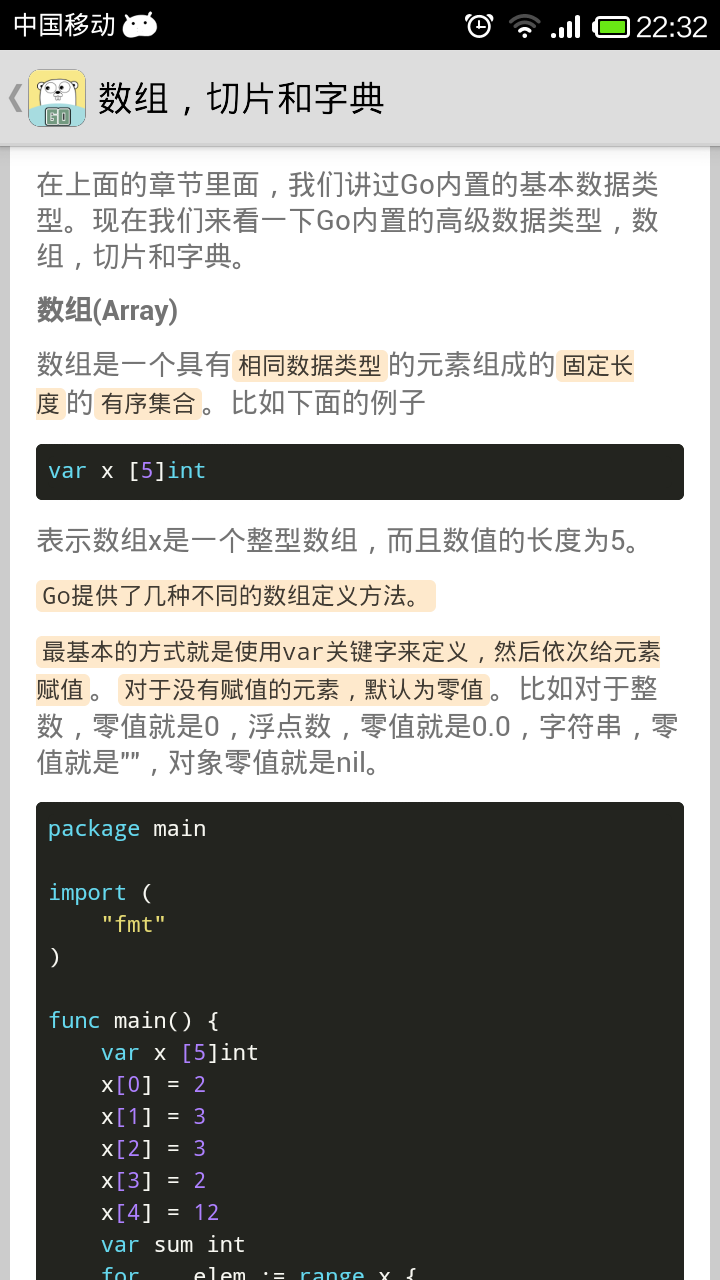 中国移动 22:32
GO 数组，切片和字典
在上面的章节里面，我们讲过Go内置的基本数据类
型。现在我们来看一下Go内置的高级数据类型，数
组，切片和字典。
数组(Array)
数组是一个具有相同数据类型的元素组成的固定长
度的有序集合。比如下面的例子
var x [5]int
表示数组x是一个整型数组，而且数值的长度为5。
Go提供了几种不同的数组定义方法。
最基本的方式就是使用var关键字来定义，然后依次给元素
赋值。对于没有赋值的元素，默认为零值。比如对于整
数，零值就是0，浮点数，零值就是0.0，字符串，零
值就是""，对象零值就是nil。
package main
import (
    "fmt"
)
func main() {
    var x [5]int
    x[0] = 2
    x[1] = 3
    x[2] = 3
    x[3] = 2
    x[4] = 12
    var sum int
    for _, elem := range x {